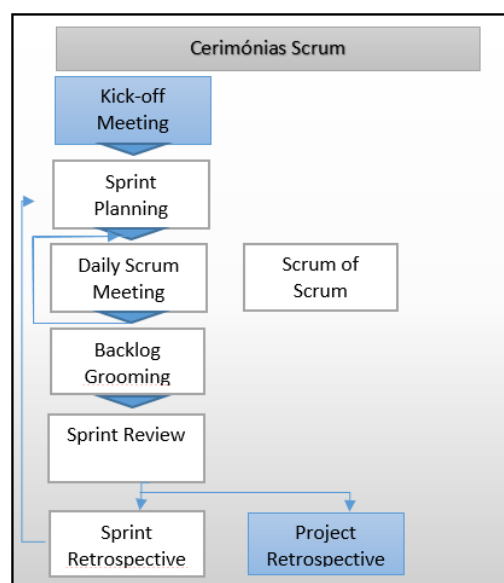 Cerimónias Scrum
Kick-off
Meeting
Sprint
Planning
Daily Scrum
Meeting
Scrum of
Scrum
Backlog
Grooming
Sprint Review
Sprint
Retrospective
Project
Retrospective